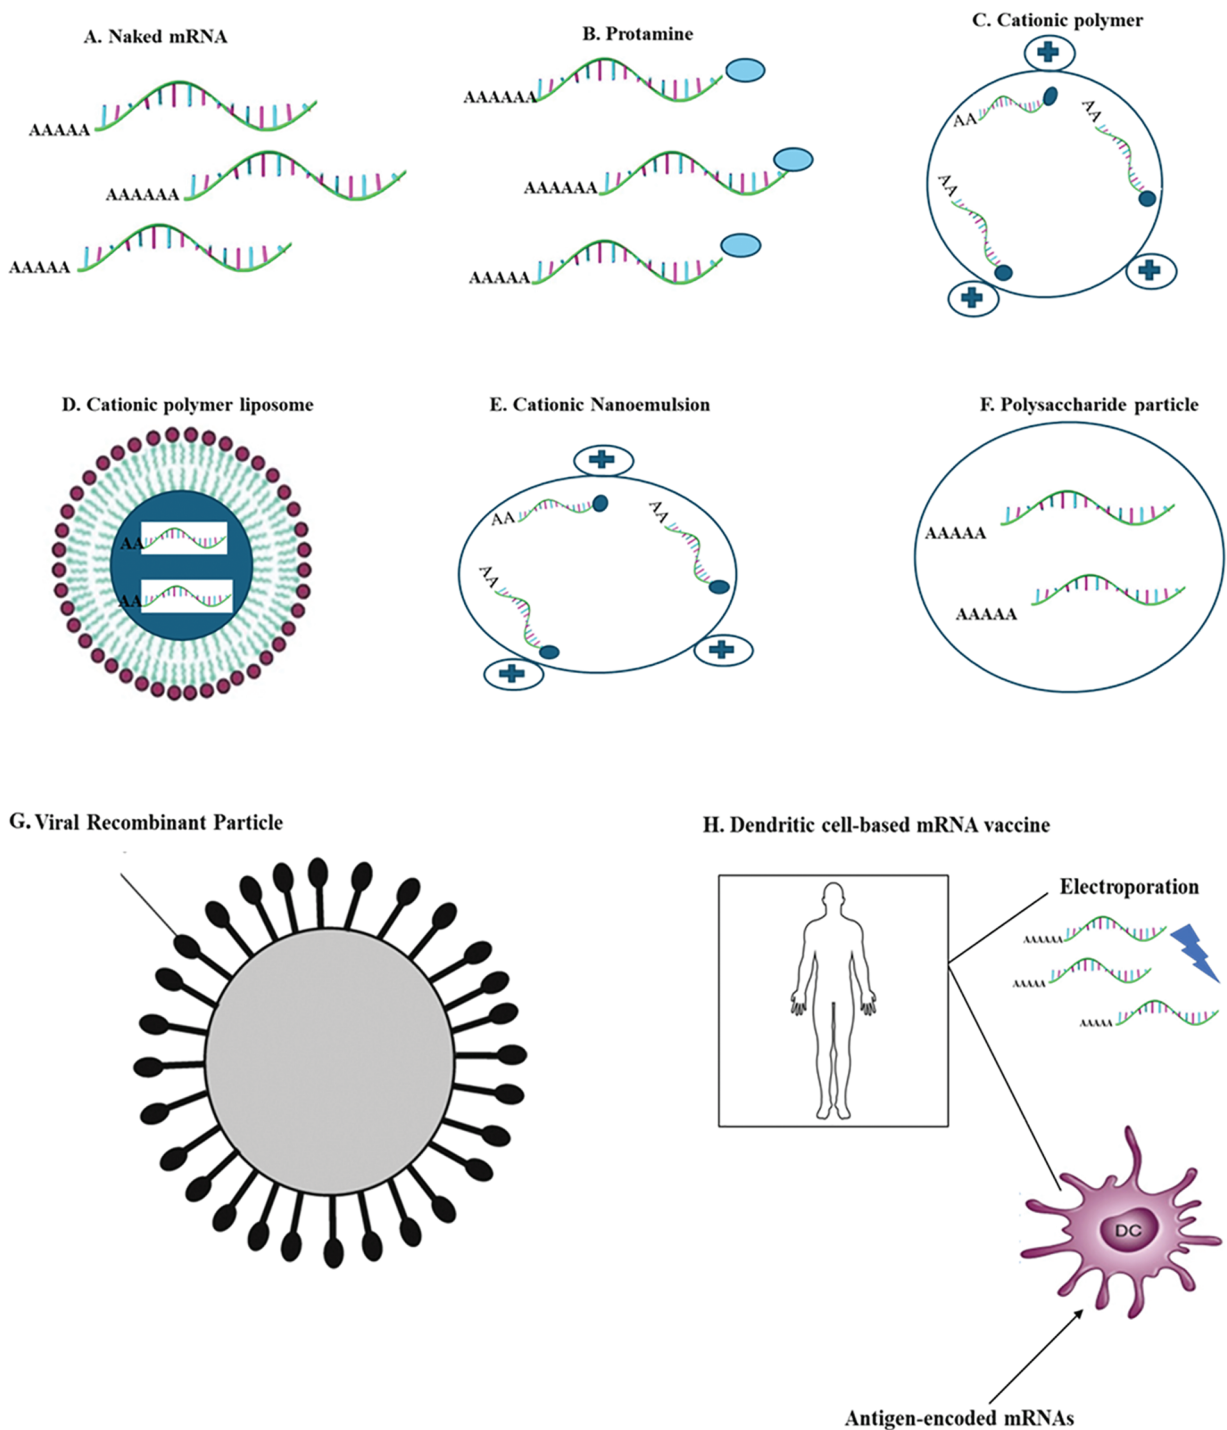 A. Naked mRNA
AAAAA
AAAAAA
AAAAA
B. Protamine
AAAAAA
AAAAAA
AAAAA
C. Cationic polymer
AA
AA
AA
D. Cationic polymer liposome
AA
AA
E. Cationic Nanoemulsion
AA
AA
AA
F. Polysaccharide particle
AAAAA
AAAAA
G. Viral Recombinant Particle
H. Dendritic cell-based mRNA vaccine
Electroporation
AAAAAA
AAAAA
AAAAA
DC
Antigen-encoded mRNAs